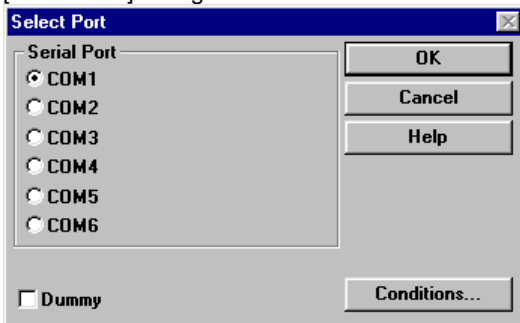 Select Port
Serial Port
COM1
COM2
COM3
COM4
COM5
COM6
Dummy
OK
Cancel
Help
Conditions...